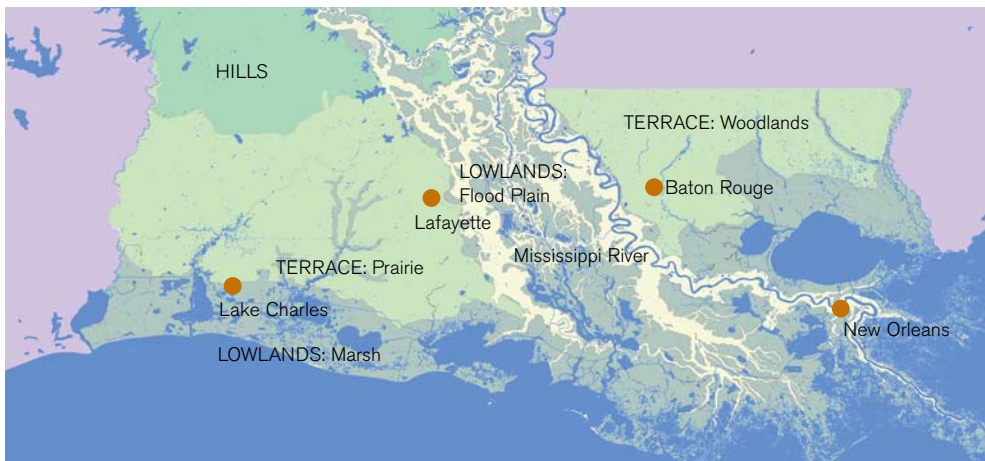 HILLS
TERRACE: Woodlands
LOWLANDS:
Flood Plain
Baton Rouge
Lafayette
Mississippi River
TERRACE: Prairie
Lake Charles
New Orleans
LOWLANDS: Marsh